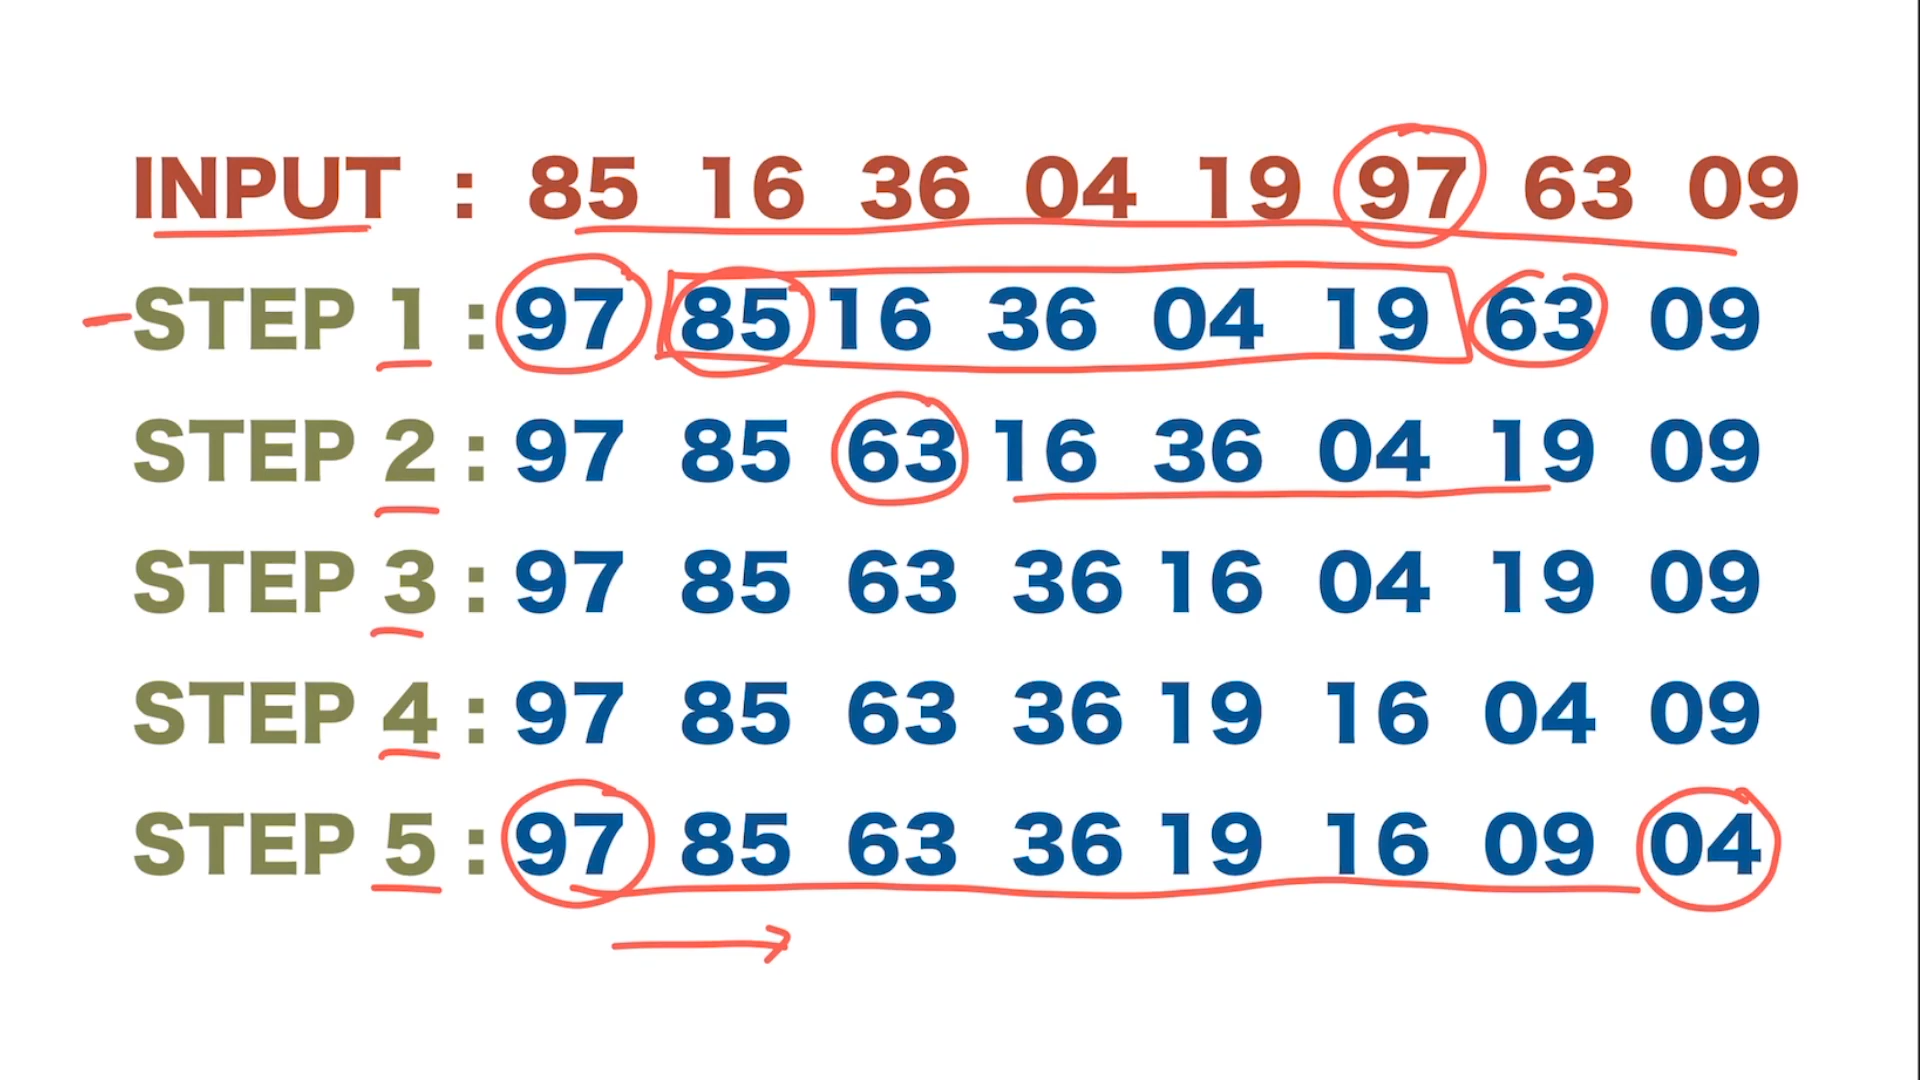 INPUT : 85 16 36 04 19 97 63 09
STEP 1 : 97 85 16 36 04 19 63 09
STEP 2 : 97 85 63 16 36 04 19 09
STEP 3 : 97 85 63 36 16 04 19 09
STEP 4 : 97 85 63 36 19 16 04 09
STEP 5 : 97 85 63 36 19 16 09 04